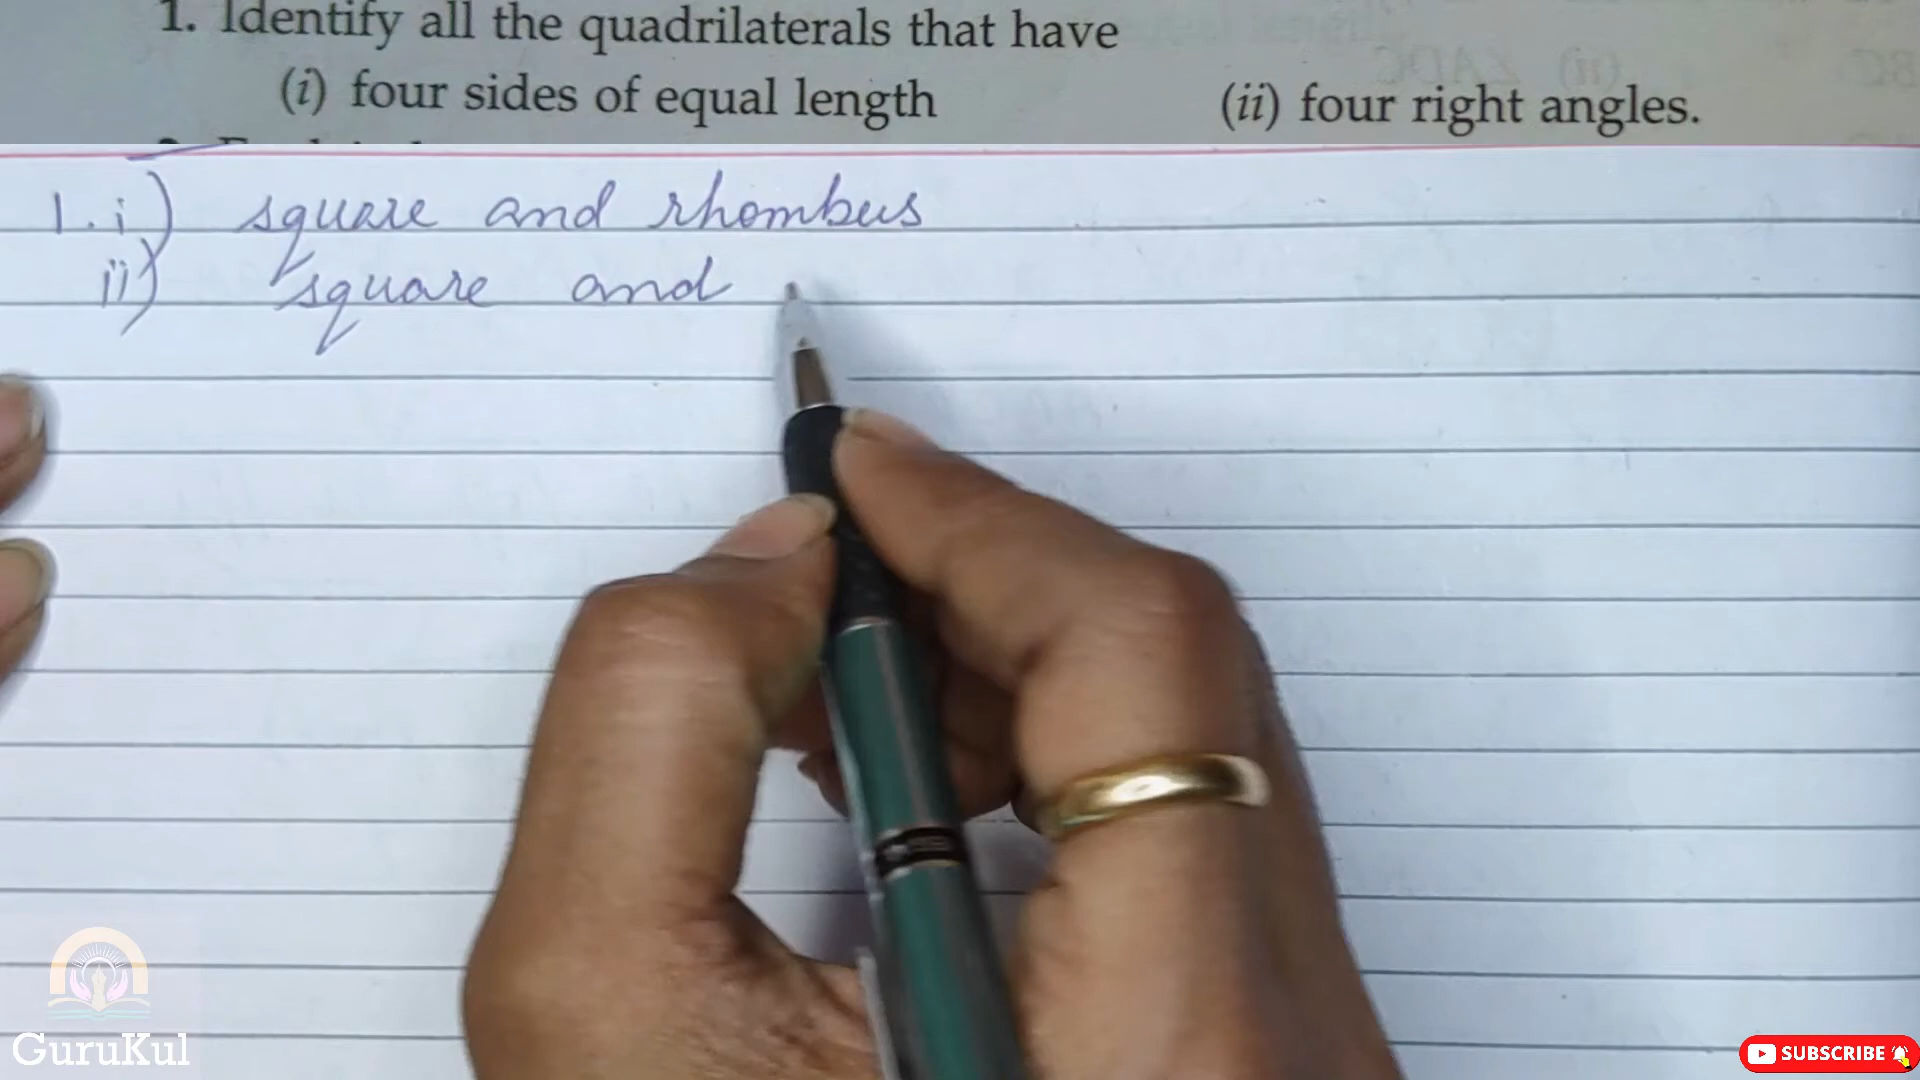 1. Identify all the quadrilaterals that have
(i) four sides of equal length (ii) four right angles.
1. i) square and rhombus
ii) square and
GuruKul
SUBSCRIBE